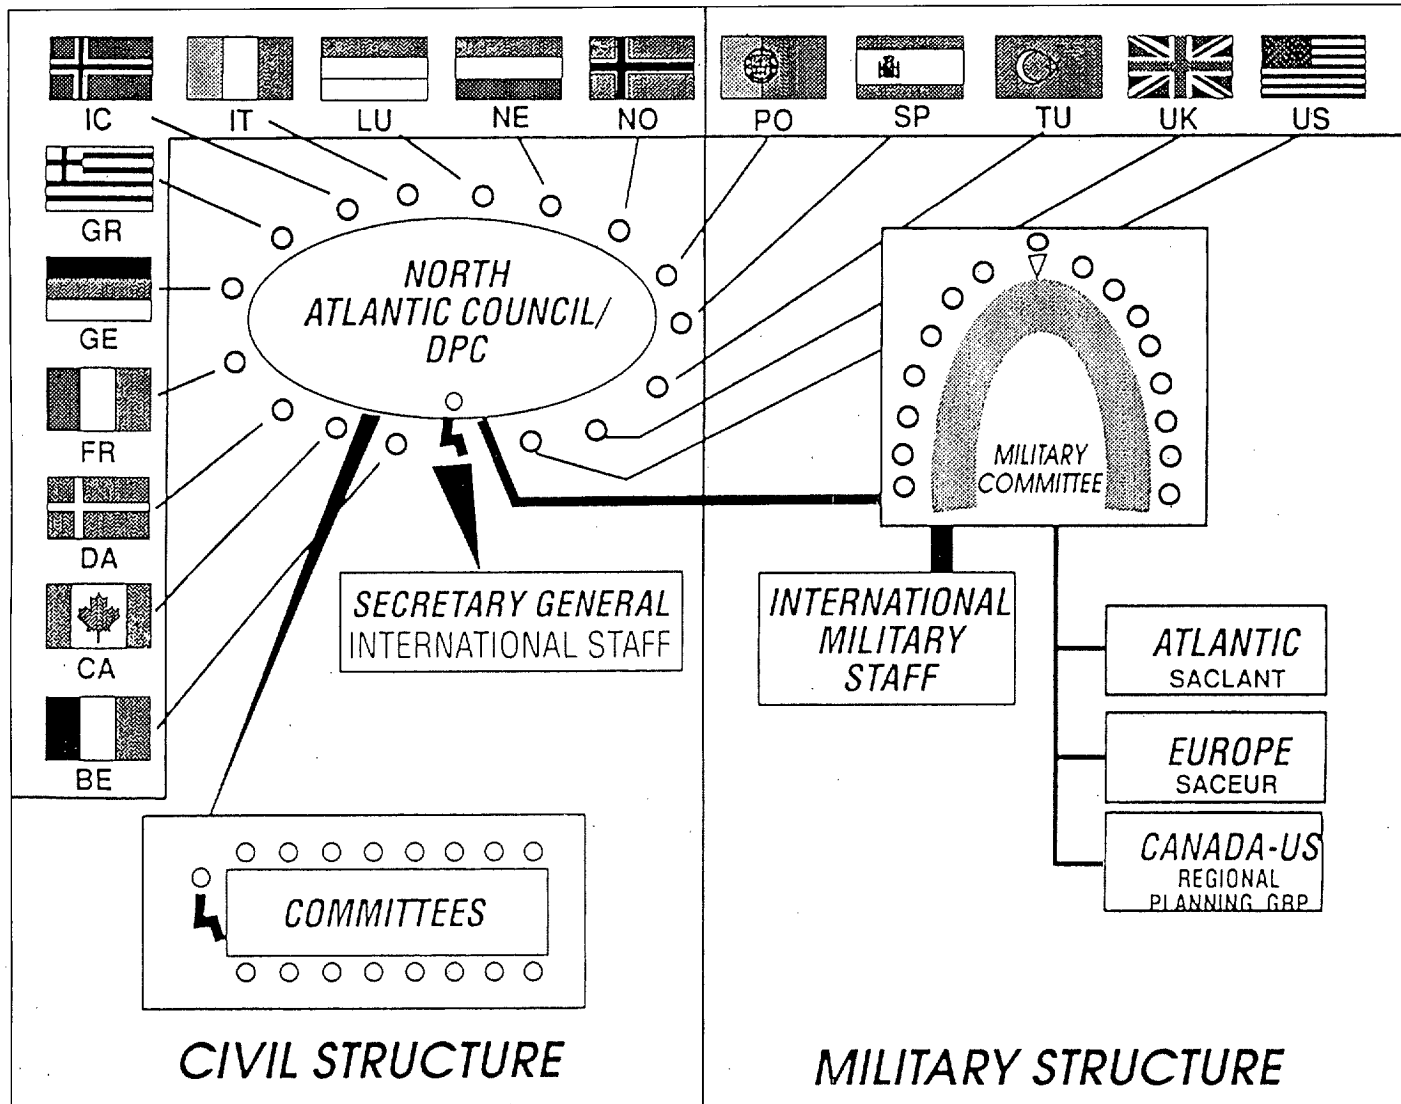 IC IT LU NE NO PO SP TU UK US
GR
GE
FR
DA
CA
BE
NORTH
ATLANTIC COUNCIL/
DPC
SECRETARY GENERAL
INTERNATIONAL STAFF
COMMITTEES
CIVIL STRUCTURE
MILITARY
COMMITTEE
INTERNATIONAL
MILITARY
STAFF
ATLANTIC
SACLANT
EUROPE
SACEUR
CANADA-US
REGIONAL
PLANNING GRP
MILITARY STRUCTURE